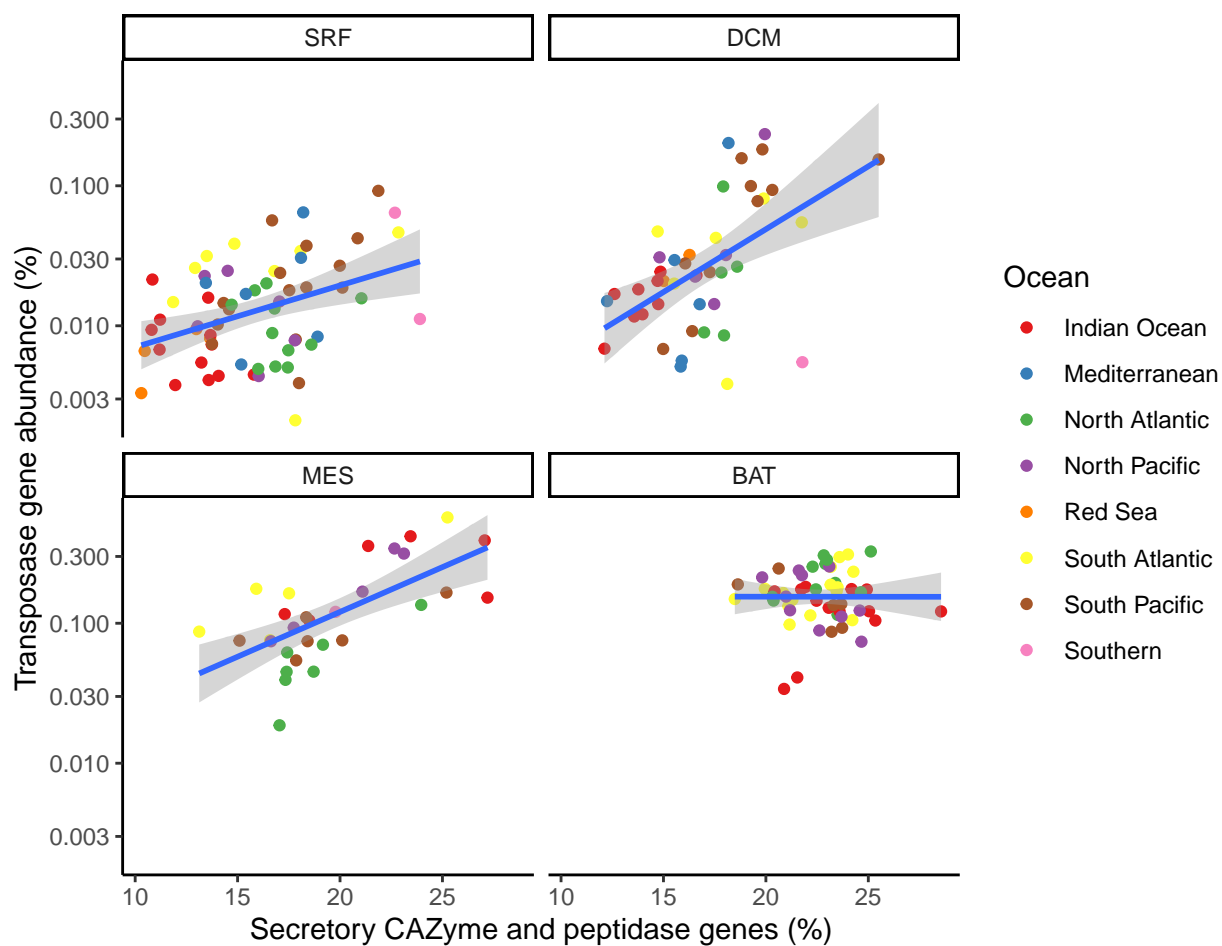 SRF
DCM
0.300
0.100
0.030
0.010
0.003
MES
BAT
0.300
0.100
0.030
0.010
0.003
10 15 20 25 10 15 20 25
Secretory CAZyme and peptidase genes (%)
Transposase gene abundance (%)
Ocean
Indian Ocean
Mediterranean
North Atlantic
North Pacific
Red Sea
South Atlantic
South Pacific
Southern